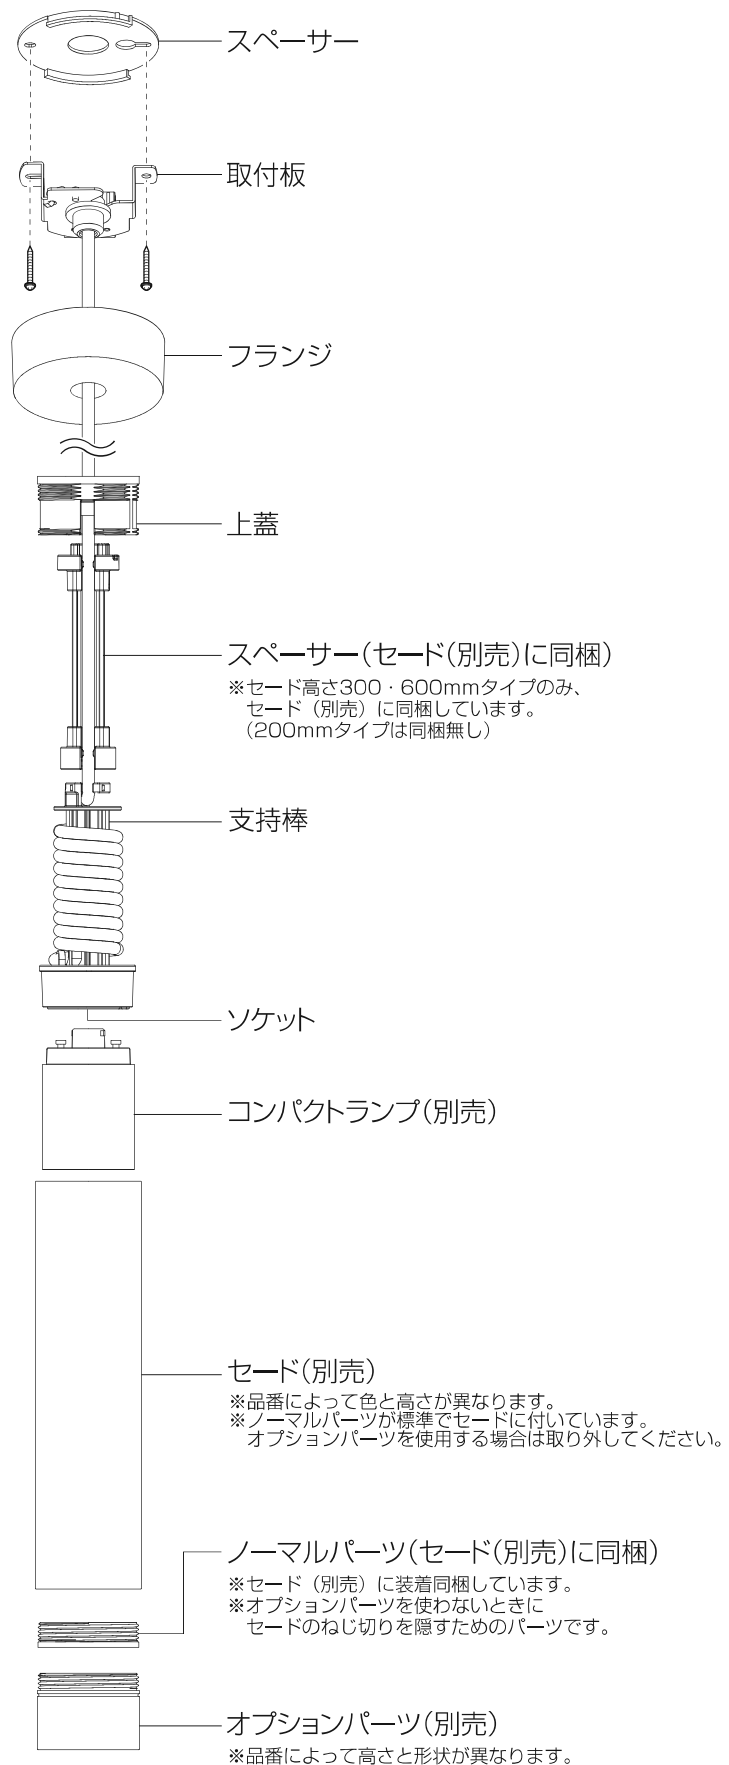 スペーサー
取付板
フランジ
上蓋
スペーサー(セード(別売)に同梱)
※セード高さ300・600mmタイプのみ、
セード（別売）に同梱しています。
（200mmタイプは同梱無し）
支持棒
ソケット
コンパクトランプ(別売)
セード(別売)
※品番によって色と高さが異なります。
※ノーマルパーツが標準でセードに付いています。
オプションパーツを使用する場合は取り外してください。
ノーマルパーツ(セード(別売)に同梱)
※セード（別売）に装着同梱しています。
※オプションパーツを使わないときに
セードのねじ切りを隠すためのパーツです。
オプションパーツ(別売)
※品番によって高さと形状が異なります。